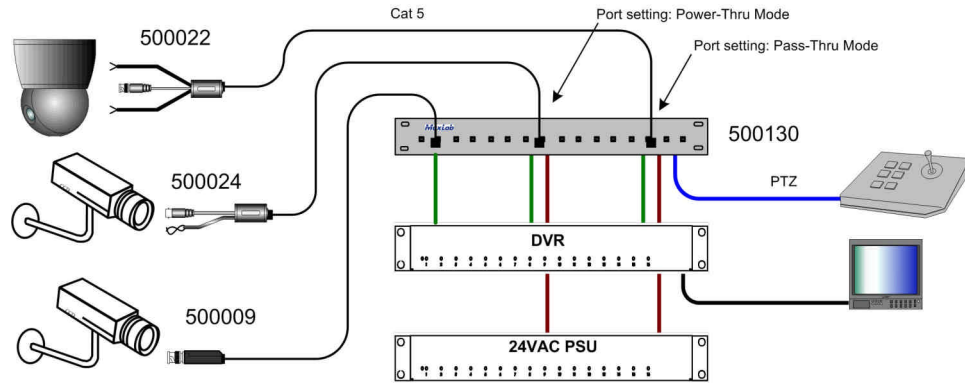 Cat 5
Port setting: Power-Thru Mode
Port setting: Pass-Thru Mode
500022
MuxLab
500130
500024
PTZ
DVR
500009
24VAC PSU